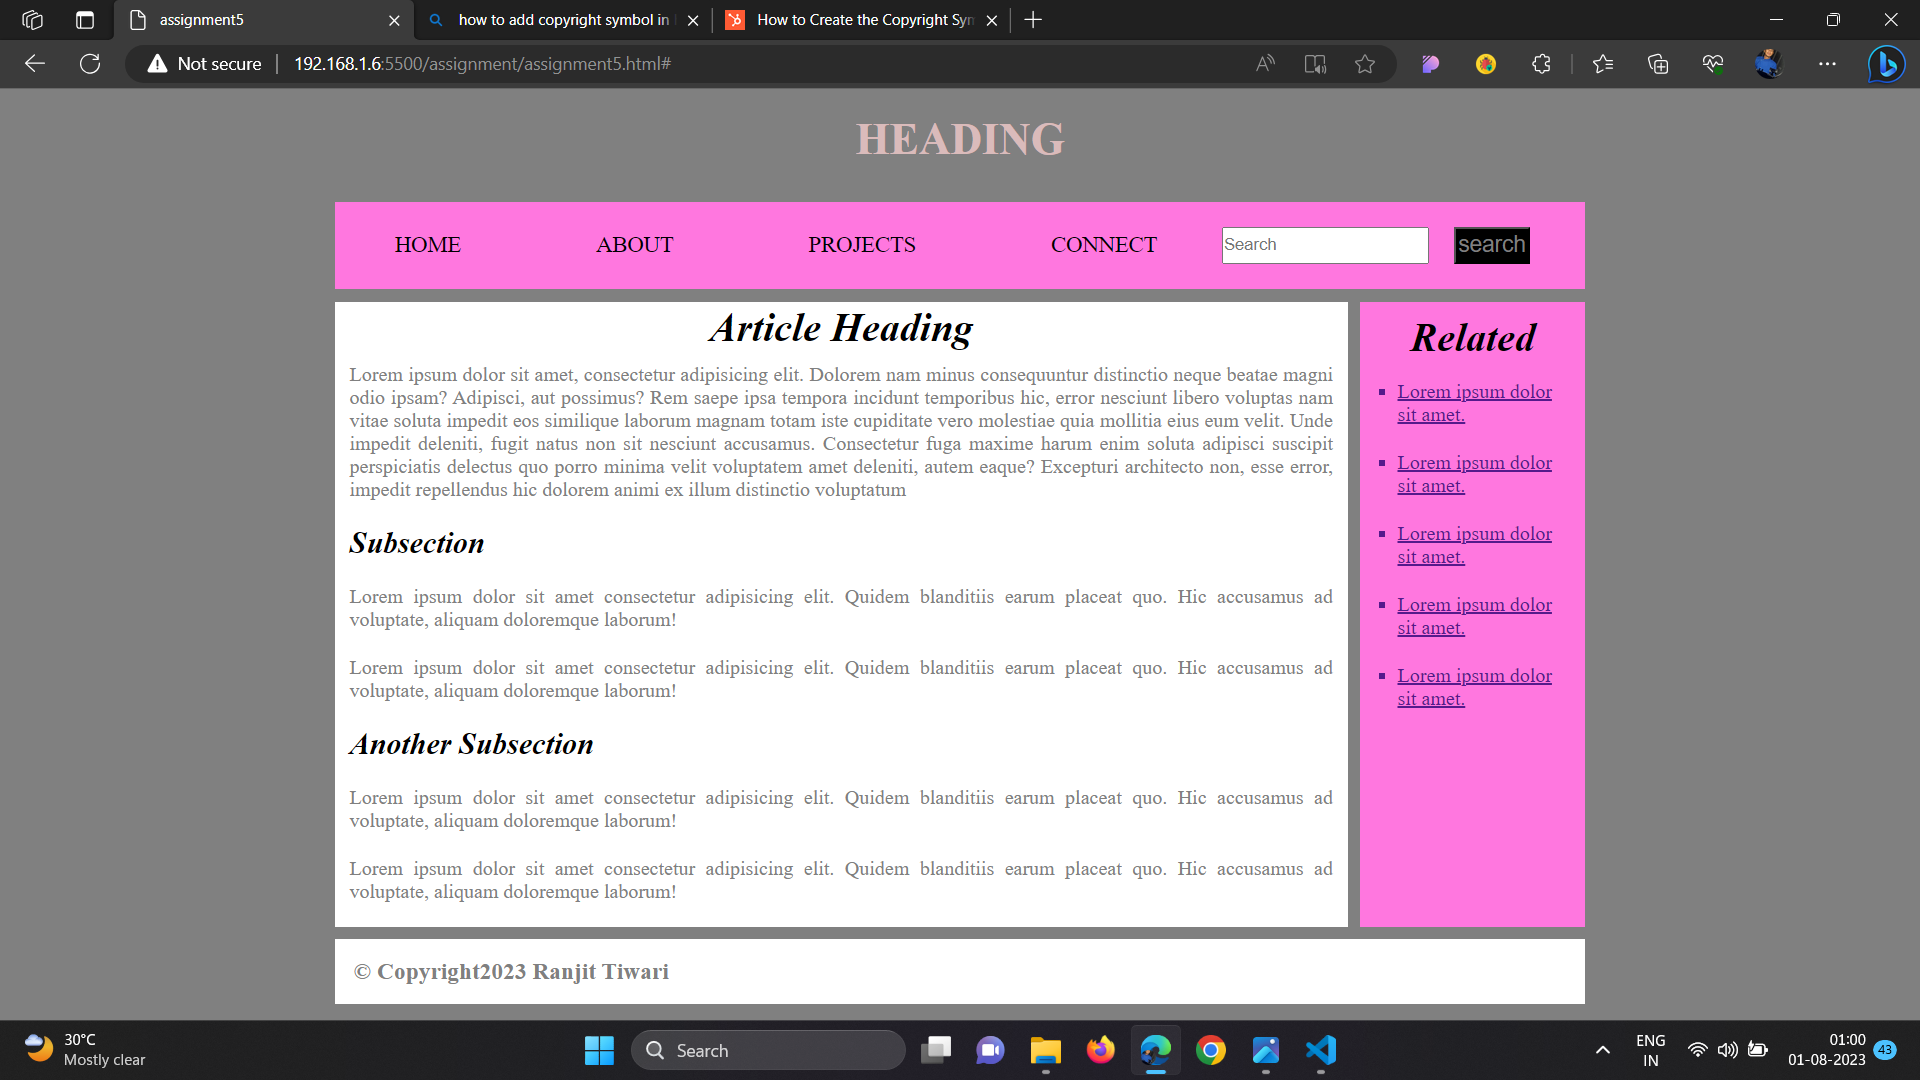 assignment5
how to add copyright symbol in
How to Create the Copyright Sym
Not secure
192.168.1.6:5500/assignment/assignment5.html#
HEADING
HOME ABOUT PROJECTS CONNECT Search search
Article Heading
Lorem ipsum dolor sit amet, consectetur adipisicing elit. Dolorem nam minus consequuntur distinctio neque beatae magni
odio ipsam? Adipisci, aut possimus? Rem saepe ipsa tempora incidunt temporibus hic, error nesciunt libero voluptas nam
vitae soluta impedit eos similique laborum magnam totam iste cupiditate vero molestiae quia mollitia eius eum velit. Unde
impedit deleniti, fugit natus non sit nesciunt accusamus. Consectetur fuga maxime harum enim soluta adipisci suscipit
perspiciatis delectus quo porro minima velit voluptatem amet deleniti, autem eaque? Excepturi architecto non, esse error,
impedit repellendus hic dolorem animi ex illum distinctio voluptatum
Subsection
Lorem ipsum dolor sit amet consectetur adipisicing elit. Quidem blanditiis earum placeat quo. Hic accusamus ad
voluptate, aliquam doloremque laborum!
Lorem ipsum dolor sit amet consectetur adipisicing elit. Quidem blanditiis earum placeat quo. Hic accusamus ad
voluptate, aliquam doloremque laborum!
Another Subsection
Lorem ipsum dolor sit amet consectetur adipisicing elit. Quidem blanditiis earum placeat quo. Hic accusamus ad
voluptate, aliquam doloremque laborum!
Lorem ipsum dolor sit amet consectetur adipisicing elit. Quidem blanditiis earum placeat quo. Hic accusamus ad
voluptate, aliquam doloremque laborum!
Related
Lorem ipsum dolor
sit amet.
Lorem ipsum dolor
sit amet.
Lorem ipsum dolor
sit amet.
Lorem ipsum dolor
sit amet.
Lorem ipsum dolor
sit amet.
© Copyright2023 Ranjit Tiwari
30°C
Mostly clear
Search
ENG
IN
01:00
01-08-2023
43